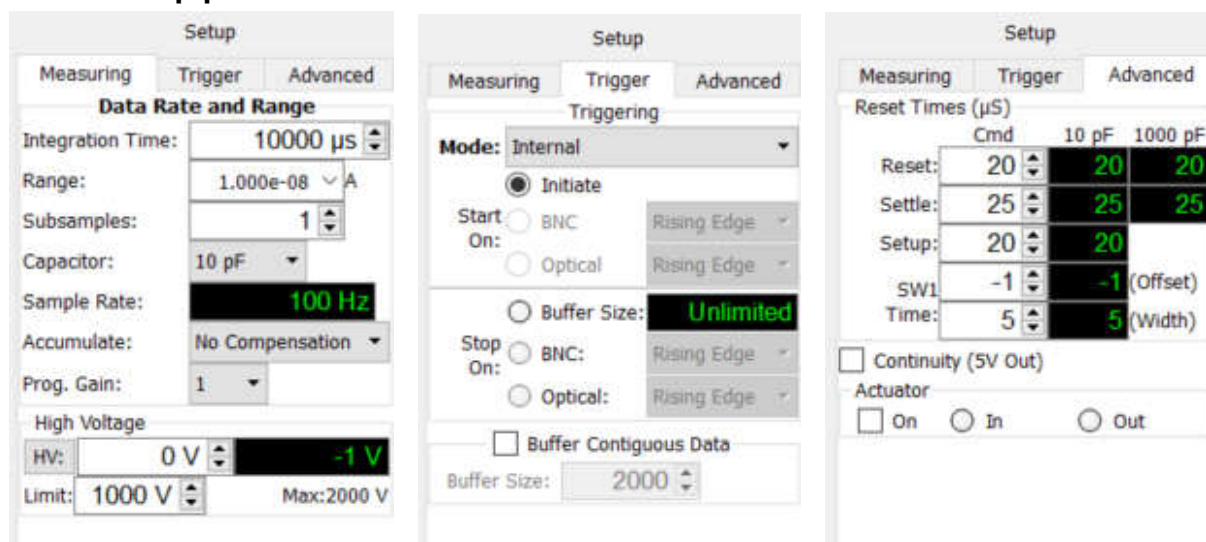 Setup
Measuring Trigger Advanced
Data Rate and Range
Integration Time: 10000 µs
Range: 1.000e-08 A
Subsamples: 1
Capacitor: 10 pF
Sample Rate: 100 Hz
Accumulate: No Compensation
Prog. Gain: 1
High Voltage
HV: 0 V -1 V
Limit: 1000 V Max:2000 V
Setup
Measuring Trigger Advanced
Triggering
Mode: Internal
Initiate
Start On:
BNC Rising Edge
Optical Rising Edge
Buffer Size: Unlimited
Stop On:
BNC: Rising Edge
Optical: Rising Edge
Buffer Contiguous Data
Buffer Size: 2000
Setup
Measuring Trigger Advanced
Reset Times (µS)
Cmd 10 pF 1000 pF
Reset: 20 20 20
Settle: 25 25 25
Setup: 20 20
SW1 -1 -1 (Offset)
Time: 5 5 (Width)
Continuity (5V Out)
Actuator
On In Out